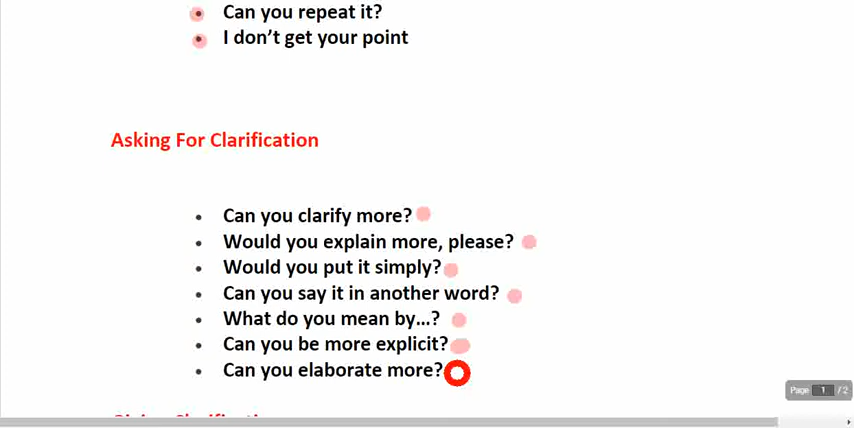 Can you repeat it?
I don't get your point
Asking For Clarification
Can you clarify more?
Would you explain more, please?
Would you put it simply?
Can you say it in another word?
What do you mean by...?
Can you be more explicit?
Can you elaborate more?
Page 1 / 2